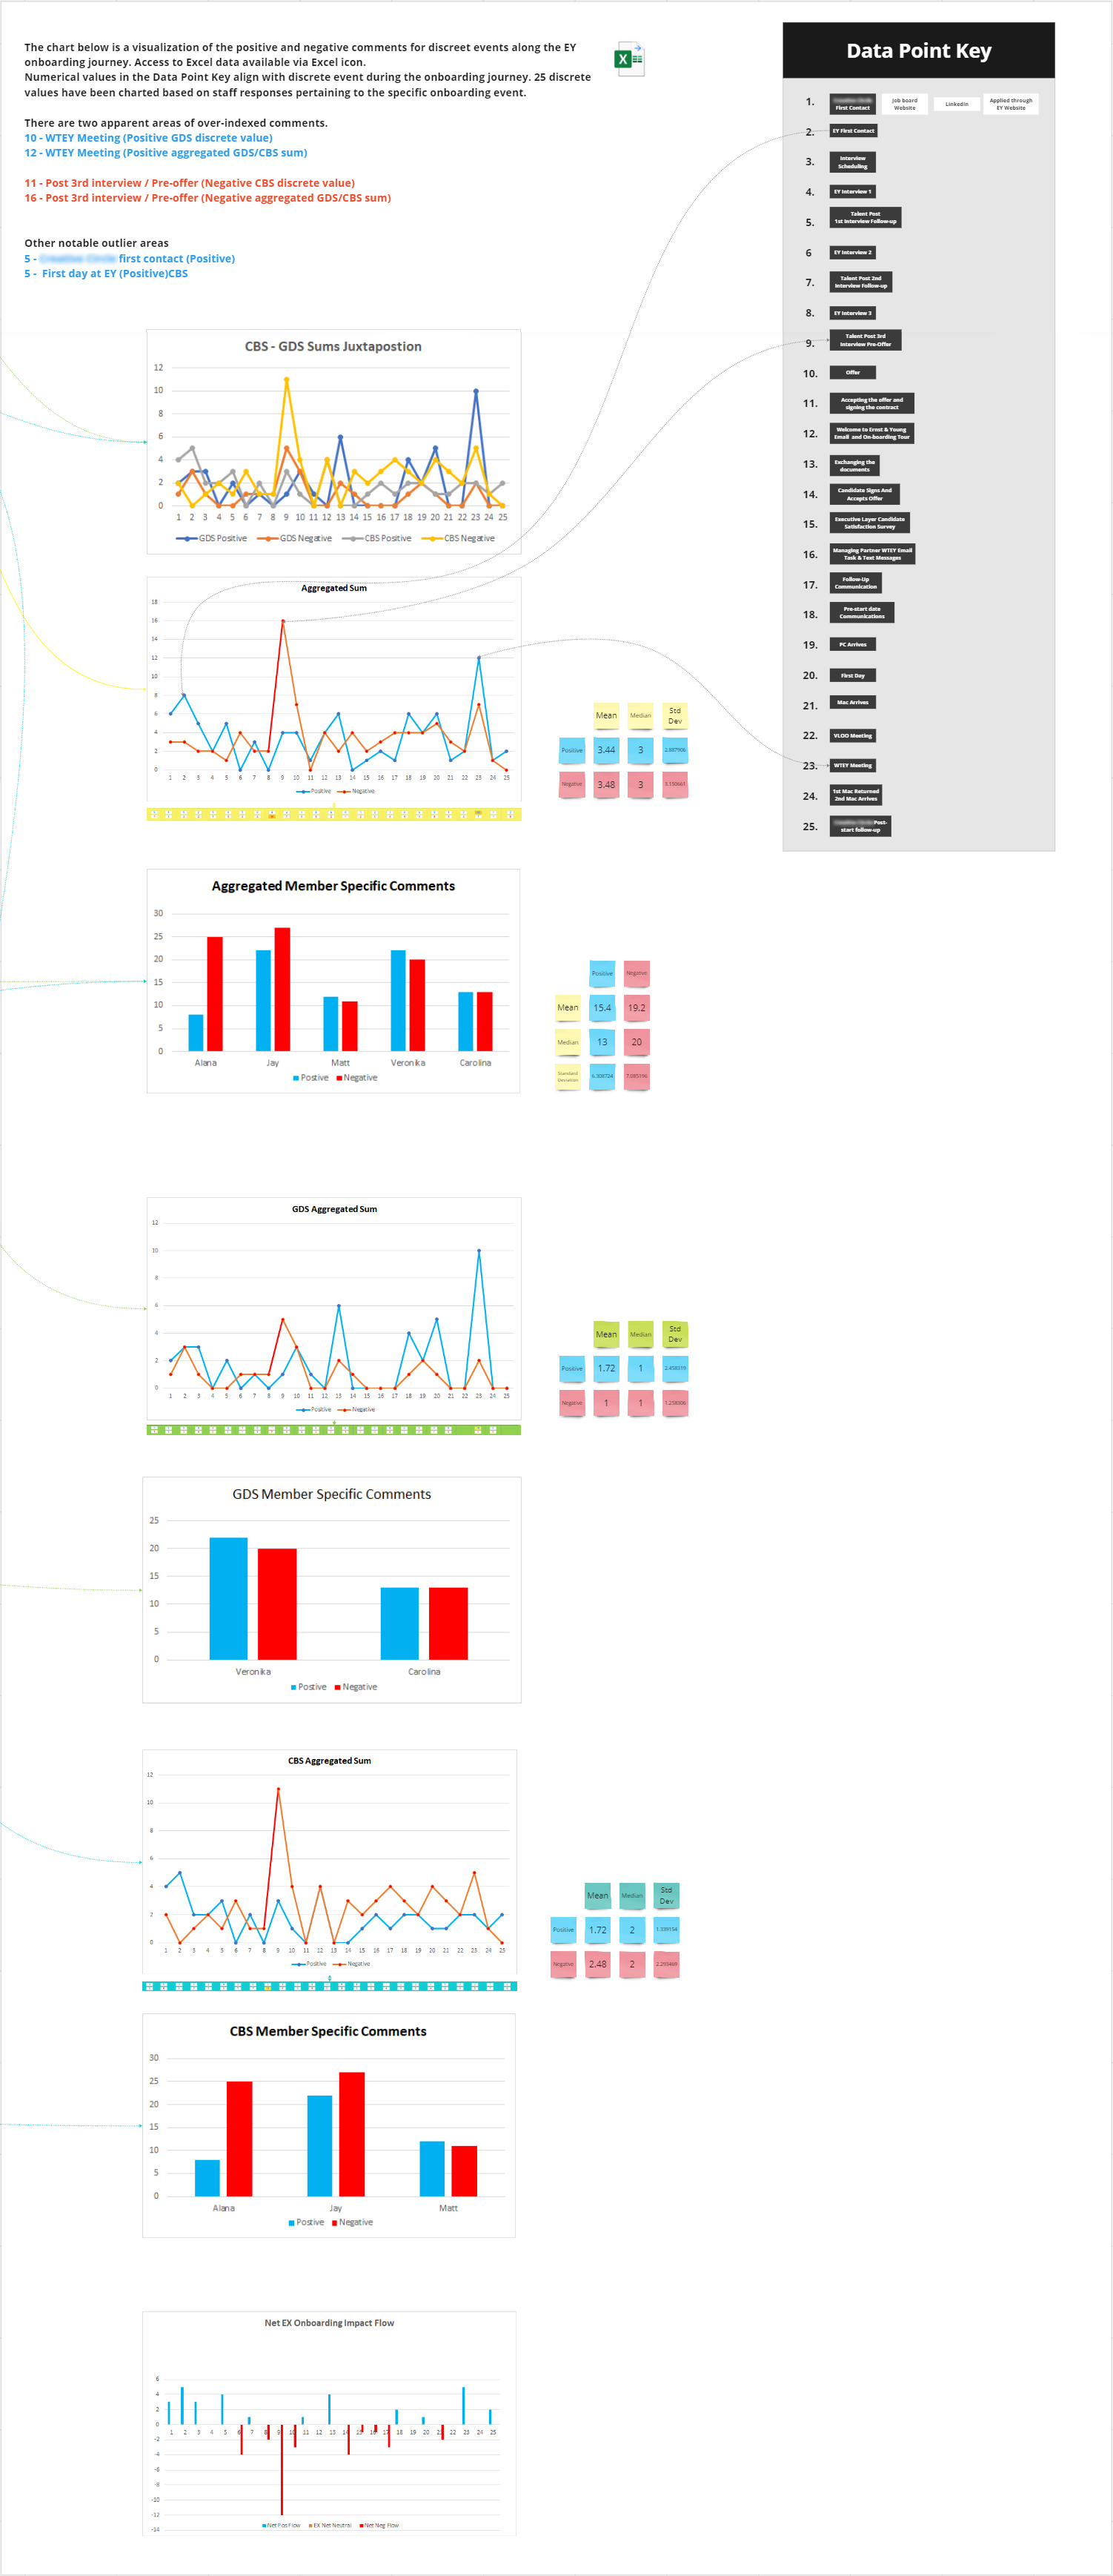 The chart below is a visualization of the positive and negative comments for discreet events along the EY
onboarding journey. Access to Excel data available via Excel icon.
Numerical values in the Data Point Key align with discrete event during the onboarding journey. 25 discrete
values have been charted based on staff responses pertaining to the specific onboarding event.
There are two apparent areas of over-indexed comments.
10 - WTEY Meeting (Positive GDS discrete value)
12 - WTEY Meeting (Positive aggregated GDS/CBS sum)
11 - Post 3rd interview / Pre-offer (Negative CBS discrete value)
16 - Post 3rd interview / Pre-offer (Negative aggregated GDS/CBS sum)
Other notable outlier areas
5 - first contact (Positive)
5 - First day at EY (Positive)CBS
Data Point Key
1. First Contact
Job board
Website
LinkedIn
Applied through
EY Website
2. EY First Contact
3. Interview
Scheduling
4. EY Interview 1
5. Talent Post
1st Interview Follow-up
6 EY Interview 2
7. Talent Post 2nd
Interview Follow-up
8. EY Interview 3
9. Talent Post 3rd
Interview Pre-Offer
10. Offer
11. Accepting the offer and
signing the contract
12. Welcome to Ernst & Young
Email and On-boarding Tour
13. Exchanging the
documents
14. Candidate Signs And
Accepts Offer
15. Executive Layer Candidate
Satisfaction Survey
16. Managing Partner WTEY Email
Task & Text Messages
17. Follow-Up
Communication
18. Pre-start date
Communications
19. PC Arrives
20. First Day
21. Mac Arrives
22. VLOO Meeting
23. WTEY Meeting
24. 1st Mac Returned
2nd Mac Arrives
25. Post-
start follow-up
CBS - GDS Sums Juxtapostion
12
10
8
6
4
2
0
1 2 3 4 5 6 7 8 9 10 11 12 13 14 15 16 17 18 19 20 21 22 23 24 25
GDS Positive GDS Negative CBS Positive CBS Negative
Aggregated Sum
18
16
14
12
10
8
6
4
2
0
1 2 3 4 5 6 7 8 9 10 11 12 13 14 15 16 17 18 19 20 21 22 23 24 25
Positive Negative
Mean Median Std
Dev
Positive 3.44 3
Negative 3.48 3
Aggregated Member Specific Comments
30
25
20
15
10
5
0
Alana Jay Matt Veronika Carolina
Postive Negative
Positive Negative
Mean 15.4 19.2
Median 13 20
Standard
Deviation
GDS Aggregated Sum
12
10
8
6
4
2
0
1 2 3 4 5 6 7 8 9 10 11 12 13 14 15 16 17 18 19 20 21 22 23 24 25
Positive Negative
Mean Median Std
Dev
Positive 1.72 1
Negative 1 1
GDS Member Specific Comments
25
20
15
10
5
0
Veronika Carolina
Postive Negative
CBS Aggregated Sum
12
10
8
6
4
2
0
1 2 3 4 5 6 7 8 9 10 11 12 13 14 15 16 17 18 19 20 21 22 23 24 25
Positive Negative
Mean Median Std
Dev
Positive 1.72 2
Negative 2.48 2
CBS Member Specific Comments
30
25
20
15
10
5
0
Alana Jay Matt
Postive Negative
Net EX Onboarding Impact Flow
6
4
2
0
-2
-4
-6
-8
-10
-12
-14
1 2 3 4 5 6 7 8 9 10 11 12 13 14 15 16 17 18 19 20 21 22 23 24 25
Net Pos Flow EX Net Neutral Net Neg Flow